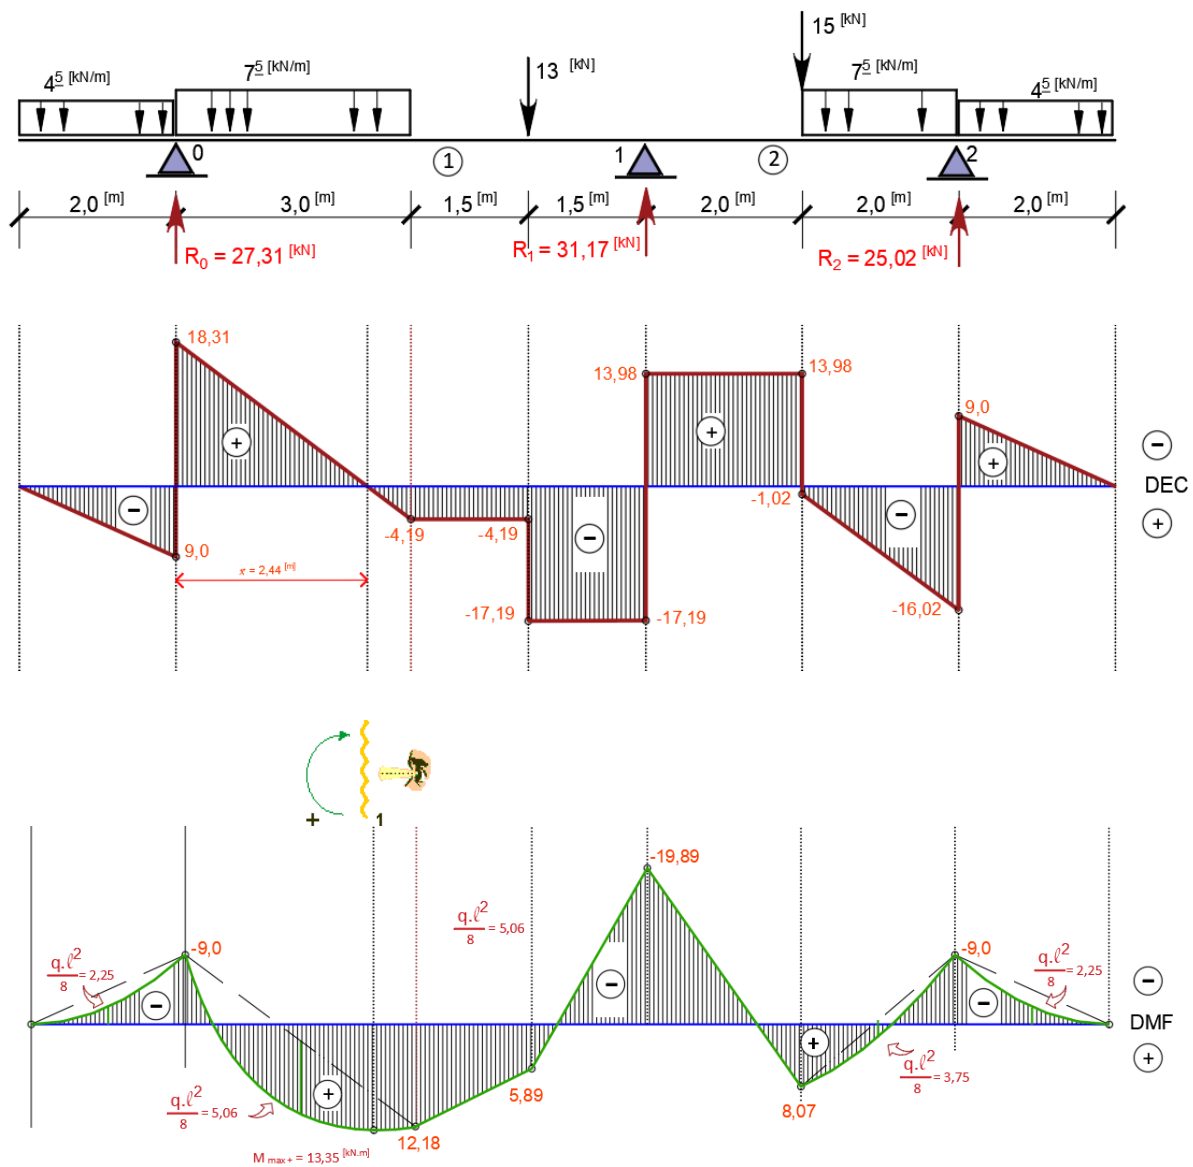 15 [kN]
4⁵ [kN/m]
7⁵ [kN/m]
13 [kN]
7⁵ [kN/m]
4⁵ [kN/m]
0
1
1
2
2
2,0 [m]
3,0 [m]
1,5 [m]
1,5 [m]
2,0 [m]
2,0 [m]
2,0 [m]
R₀ = 27,31 [kN]
R₁ = 31,17 [kN]
R₂ = 25,02 [kN]
18,31
13,98
13,98
9,0
+
+
+
−
DEC
+
−
−
−
-1,02
-4,19
-4,19
9,0
x = 2,44 [m]
-16,02
-17,19
-17,19
+
1
-19,89
q.ℓ²/8 = 5,06
-9,0
-9,0
q.ℓ²/8 = 2,25
q.ℓ²/8 = 2,25
−
−
−
−
DMF
+
+
+
q.ℓ²/8 = 5,06
5,89
8,07
q.ℓ²/8 = 3,75
12,18
M max + = 13,35 [kN.m]